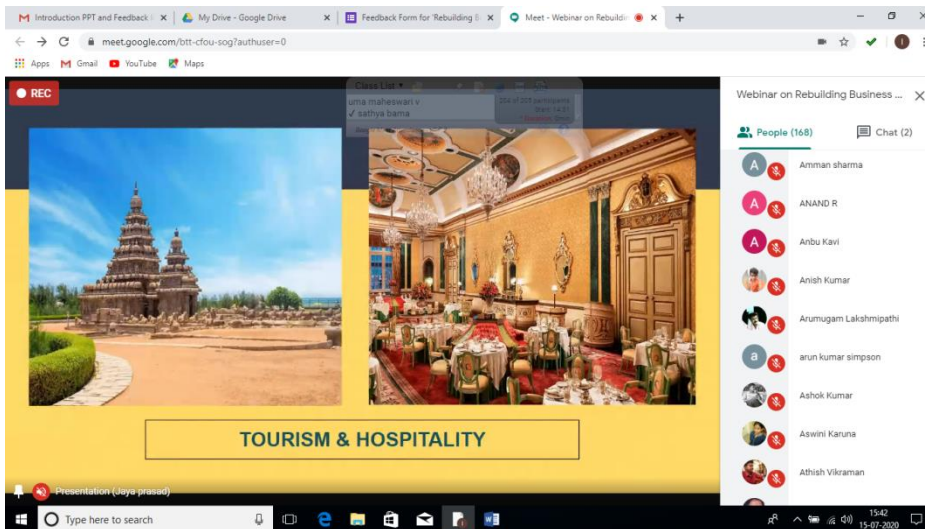 Introduction PPT and Feedback F
My Drive - Google Drive
Feedback Form for 'Rebuilding B
Meet - Webinar on Rebuildin
meet.google.com/btt-cfou-sog?authuser=0
Apps
Gmail
YouTube
Maps
REC
Class List
uma maheswari v
✓ sathya bama
TOURISM & HOSPITALITY
Presentation (Jaya prasad)
Webinar on Rebuilding Business ...
People (168)
Chat (2)
A
Amman sharma
A
ANAND R
A
Anbu Kavi
Anish Kumar
Arumugam Lakshmipathi
a
arun kumar simpson
Ashok Kumar
Aswini Karuna
Athish Vikraman
Type here to search
15:42
15-07-2020